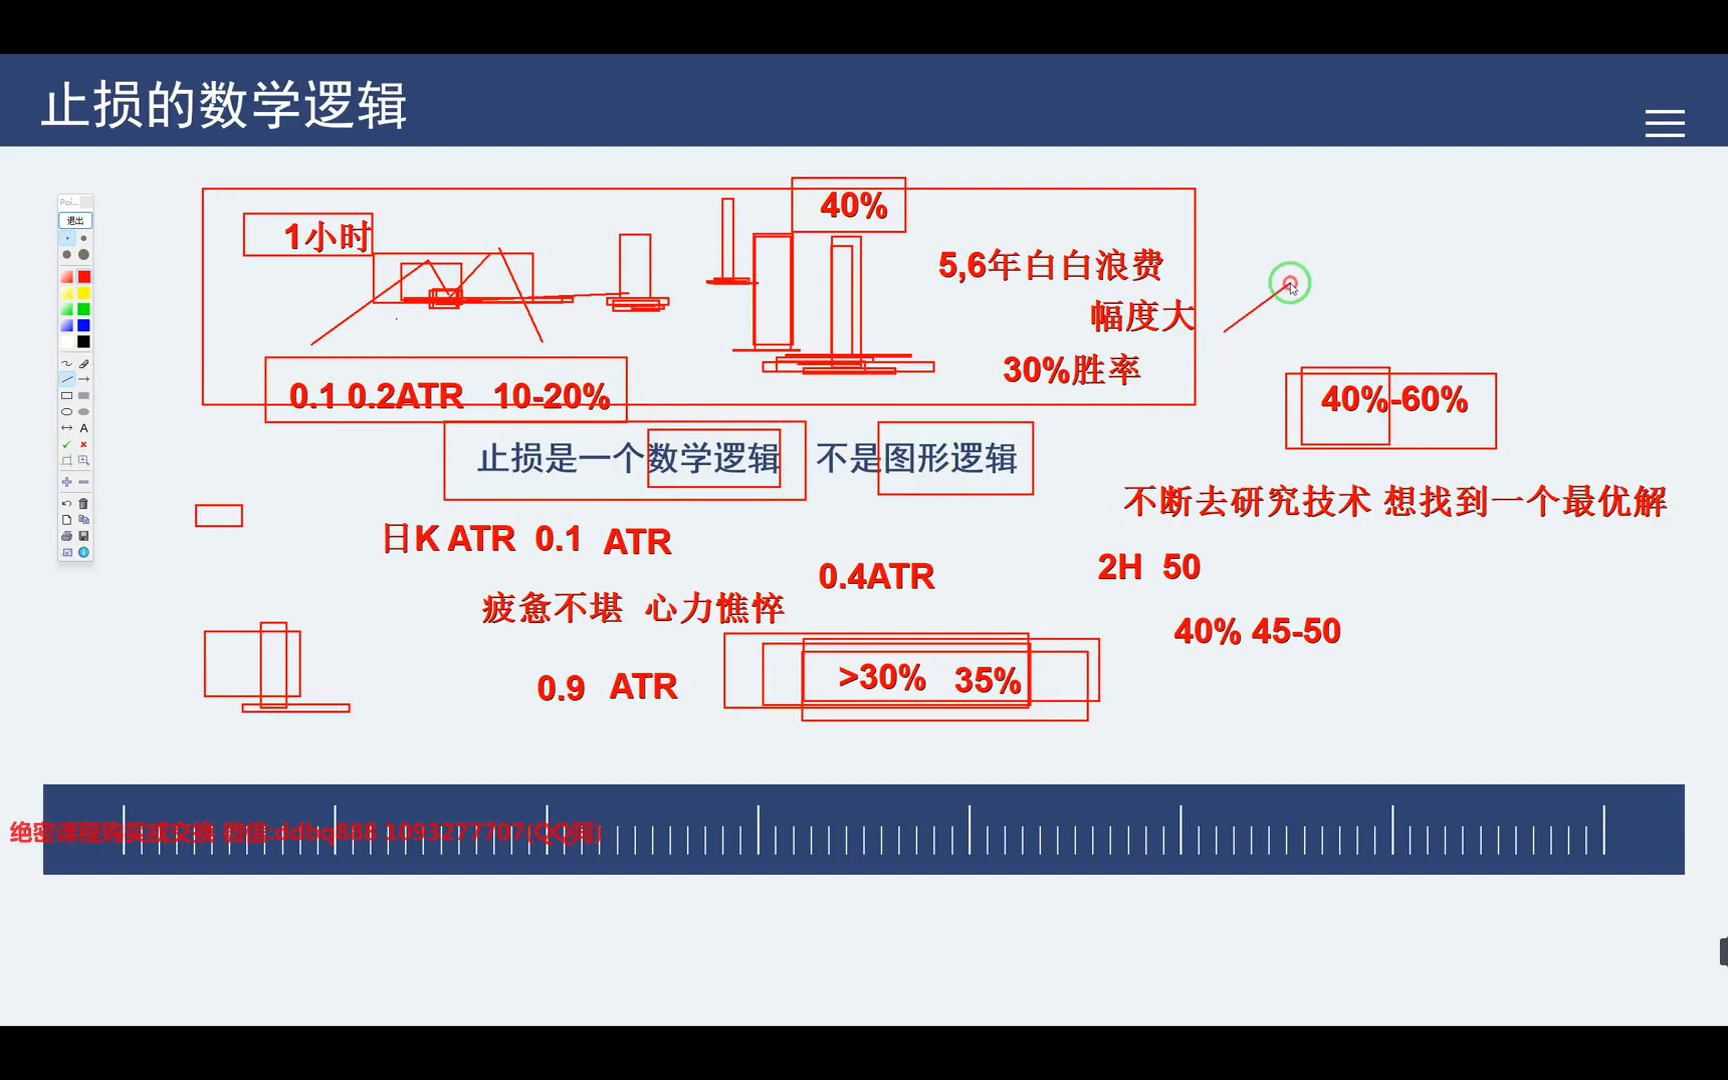 止损的数学逻辑
Poi...
退出
1小时
40%
5,6年白白浪费
幅度大
30%胜率
0.1 0.2ATR 10-20%
40%-60%
止损是一个数学逻辑 不是图形逻辑
不断去研究技术 想找到一个最优解
日K ATR 0.1 ATR
0.4ATR
2H 50
疲惫不堪 心力憔悴
40% 45-50
0.9 ATR
>30% 35%
绝密课程购买或交换 微信:ddbq888 1093277707(QQ同)